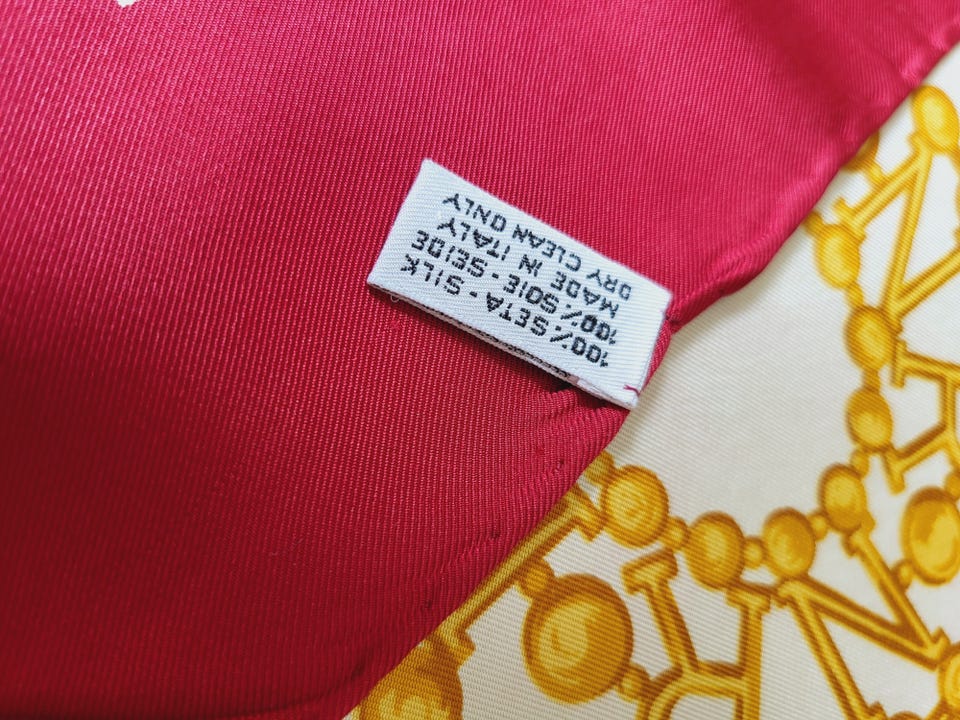 100% SETA - SILK
100% SOIE - SEIDE
MADE IN ITALY
DRY CLEAN ONLY